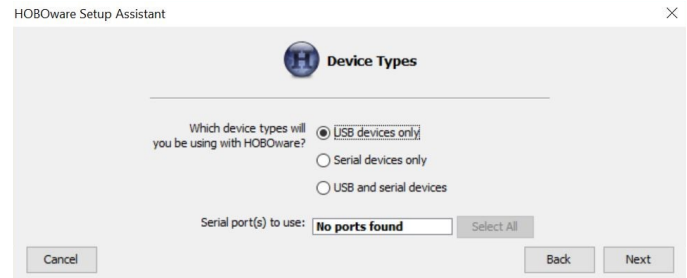 HOBOware Setup Assistant
Device Types
Which device types will
you be using with HOBOware?
USB devices only
Serial devices only
USB and serial devices
Serial port(s) to use:
No ports found
Select All
Cancel
Back
Next